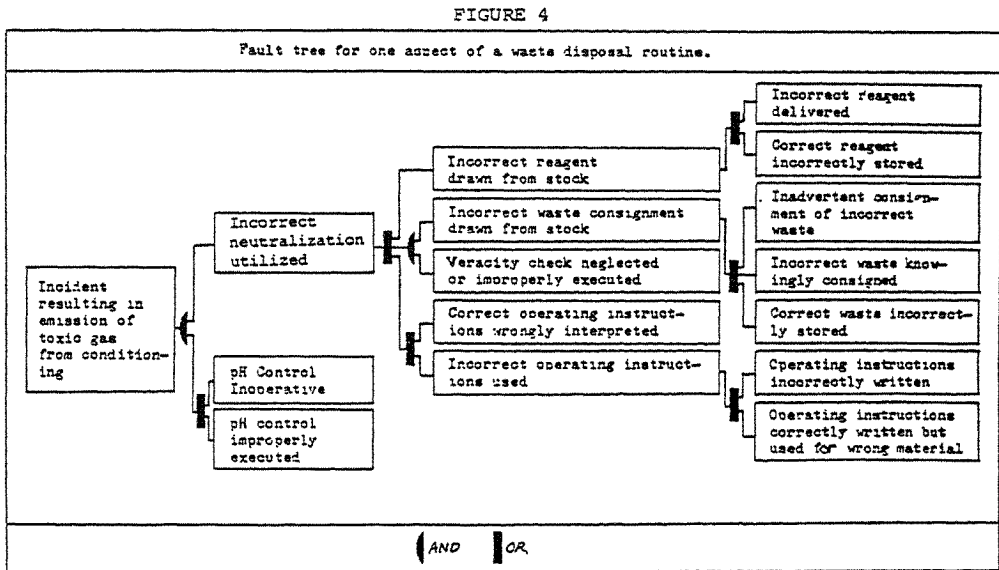 FIGURE 4
Fault tree for one aspect of a waste disposal routine.
Incident
resulting in
emission of
toxic gas
from condition-
ing
Incorrect
neutralization
utilized
pH Control
Inoperative
pH control
improperly
executed
Incorrect reagent
drawn from stock
Incorrect waste consignment
drawn from stock
Veracity check neglected
or improperly executed
Correct operating instruct-
ions wrongly interpreted
Incorrect operating instruct-
ions used
Incorrect reagent
delivered
Correct reagent
incorrectly stored
Inadvertent consign-
ment of incorrect
waste
Incorrect waste know-
ingly consigned
Correct waste incorrect-
ly stored
Operating instructions
incorrectly written
Operating instructions
correctly written but
used for wrong material
AND OR